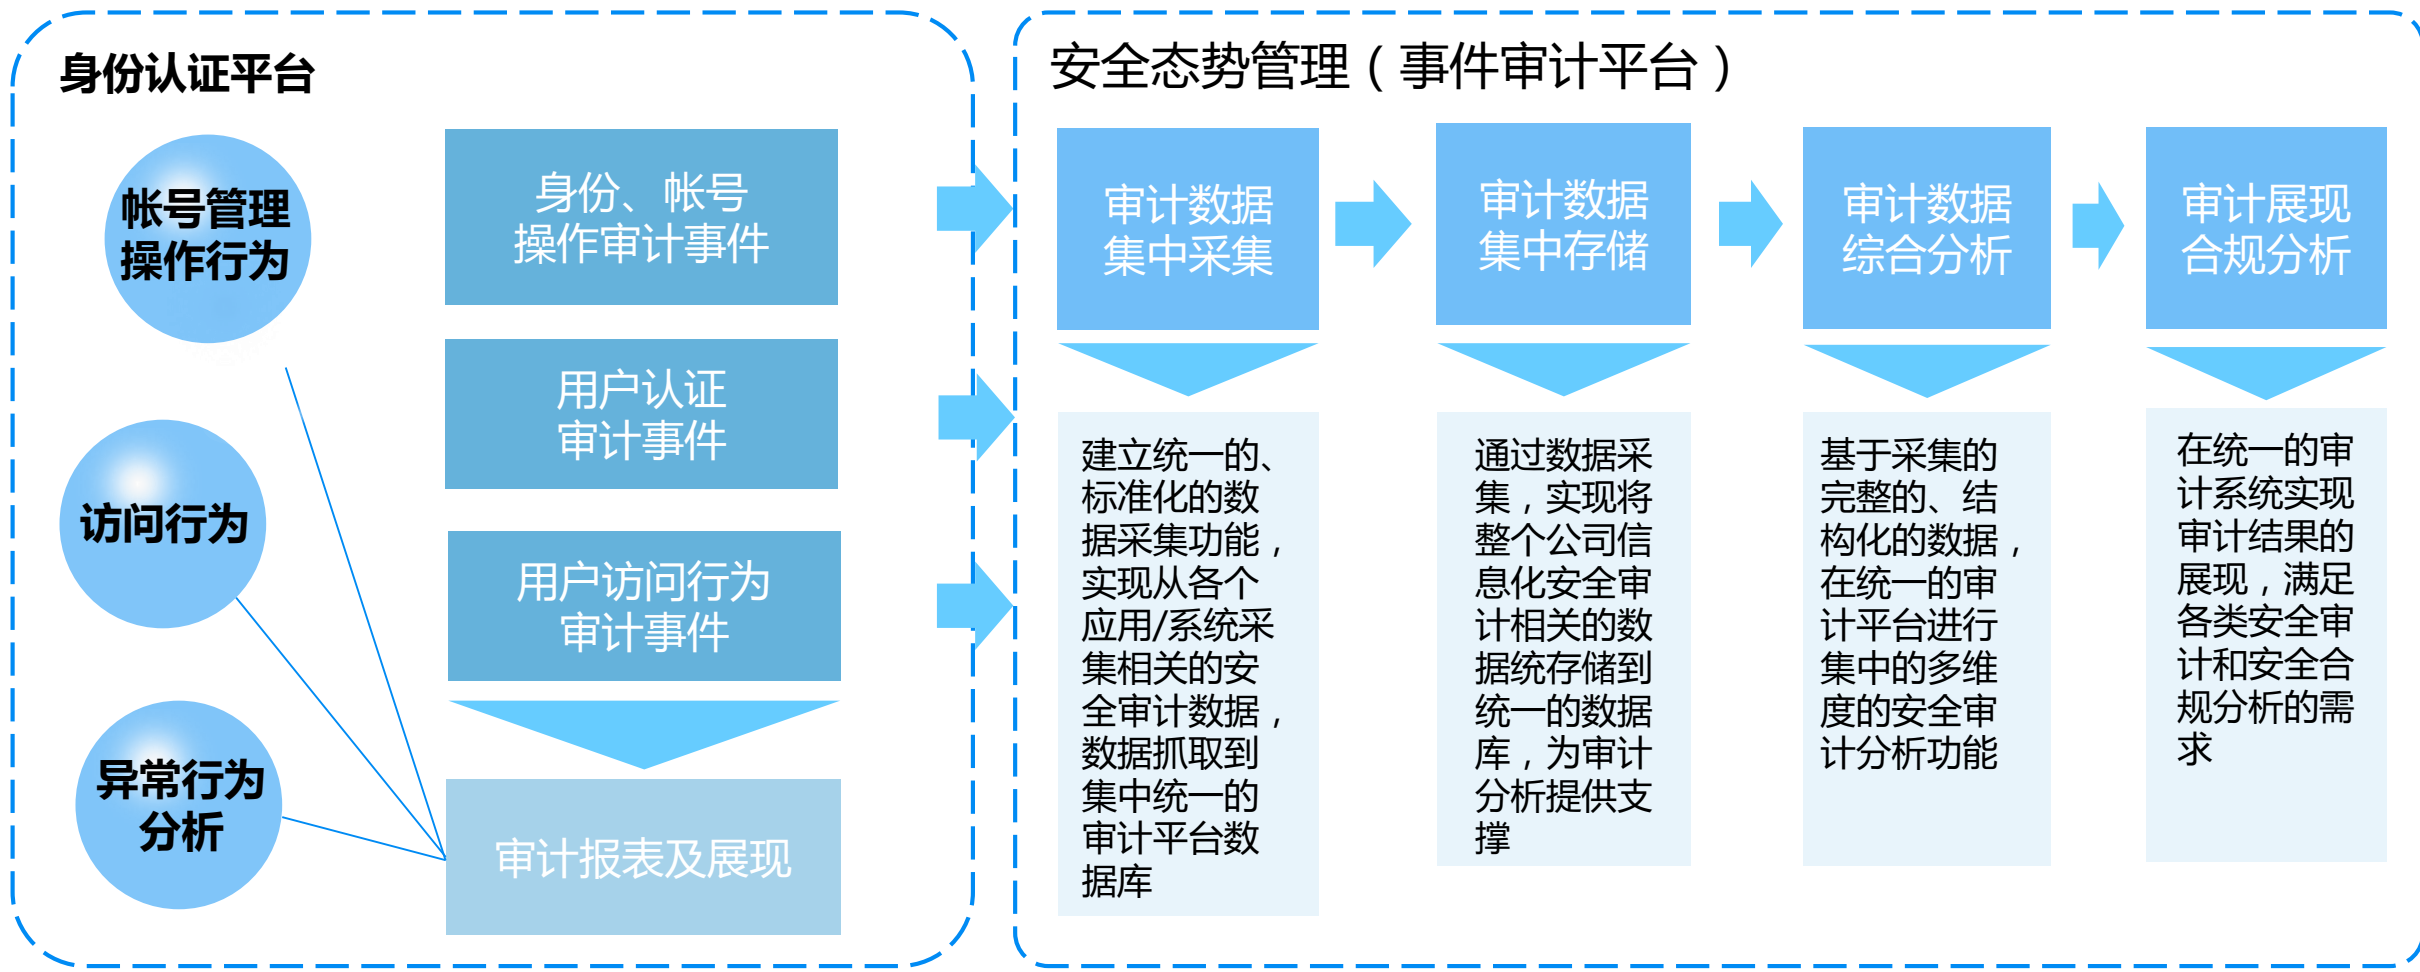 身份认证平台
帐号管理
操作行为
访问行为
异常行为
分析
身份、帐号
操作审计事件
用户认证
审计事件
用户访问行为
审计事件
审计报表及展现
安全态势管理（事件审计平台）
审计数据
集中采集
建立统一的、
标准化的数
据采集功能，
实现从各个
应用/系统采
集相关的安
全审计数据，
数据抓取到
集中统一的
审计平台数
据库
审计数据
集中存储
通过数据采
集，实现将
整个公司信
息化安全审
计相关的数
据统存储到
统一的数据
库，为审计
分析提供支
撑
审计数据
综合分析
基于采集的
完整的、结
构化的数据，
在统一的审
计平台进行
集中的多维
度的安全审
计分析功能
审计展现
合规分析
在统一的审
计系统实现
审计结果的
展现，满足
各类安全审
计和安全合
规分析的需
求